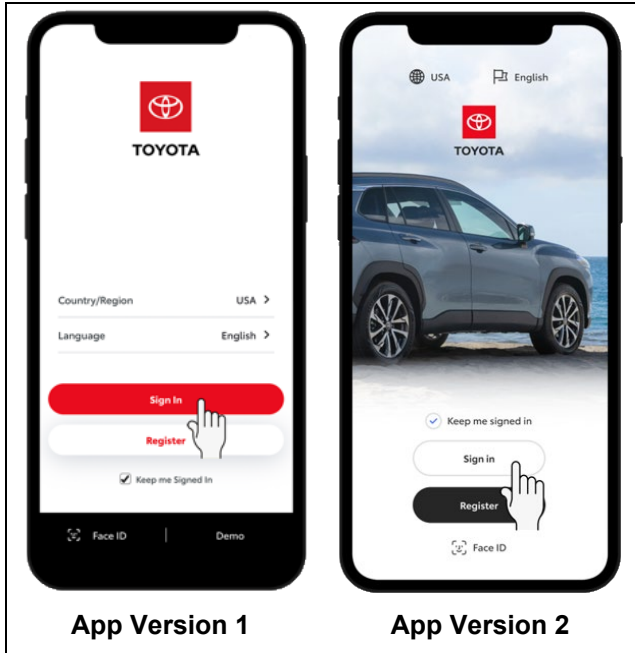 TOYOTA
Country/Region USA >
Language English >
Sign In
Register
Keep me Signed In
Face ID | Demo
App Version 1
USA English
TOYOTA
Keep me signed in
Sign in
Register
Face ID
App Version 2